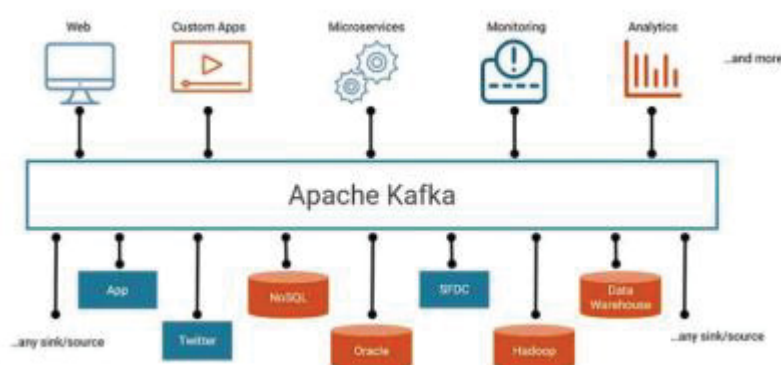 Web
Custom Apps
Microservices
Monitoring
Analytics
...and more
Apache Kafka
App
NoSQL
SFDC
Data
Warehouse
...any sink/source
Twitter
Oracle
Hadoop
...any sink/source